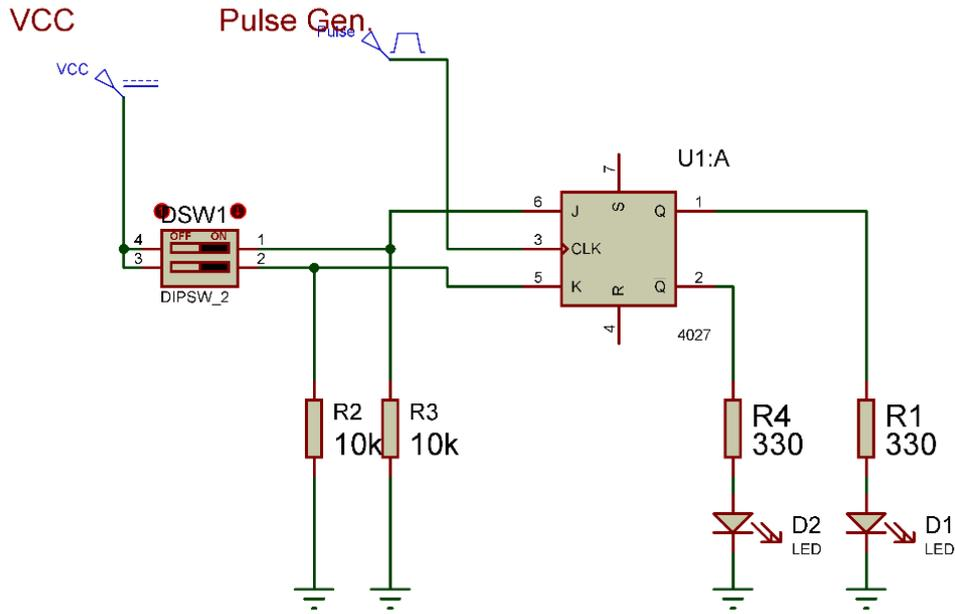 VCC
Pulse Gen.
Pulse
VCC
U1:A
7
6
J
S
Q
1
DSW1
OFF ON
4
1
3
CLK
3
2
5
K
R
Q
2
DIPSW_2
4
4027
R2
10k
R3
10k
R4
330
R1
330
D2
LED
D1
LED